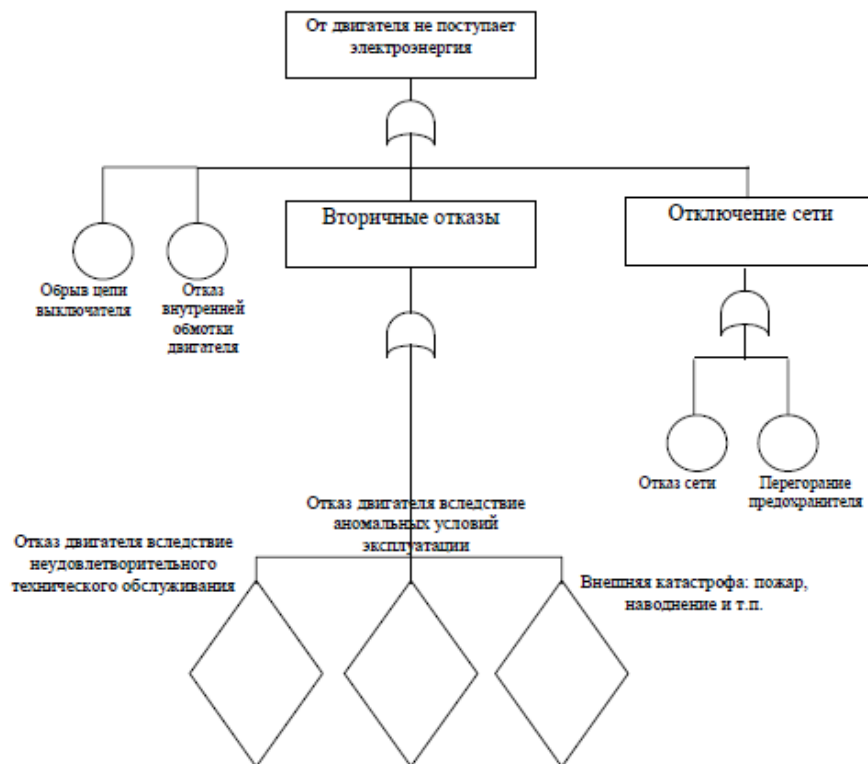 От двигателя не поступает
электроэнергия
Вторичные отказы
Отключение сети
Обрыв цепи
выключателя
Отказ
внутренней
обмотки
двигателя
Отказ сети
Перегорание
предохранителя
Отказ двигателя вследствие
аномальных условий
эксплуатации
Отказ двигателя вследствие
неудовлетворительного
технического обслуживания
Внешняя катастрофа: пожар,
наводнение и т.п.